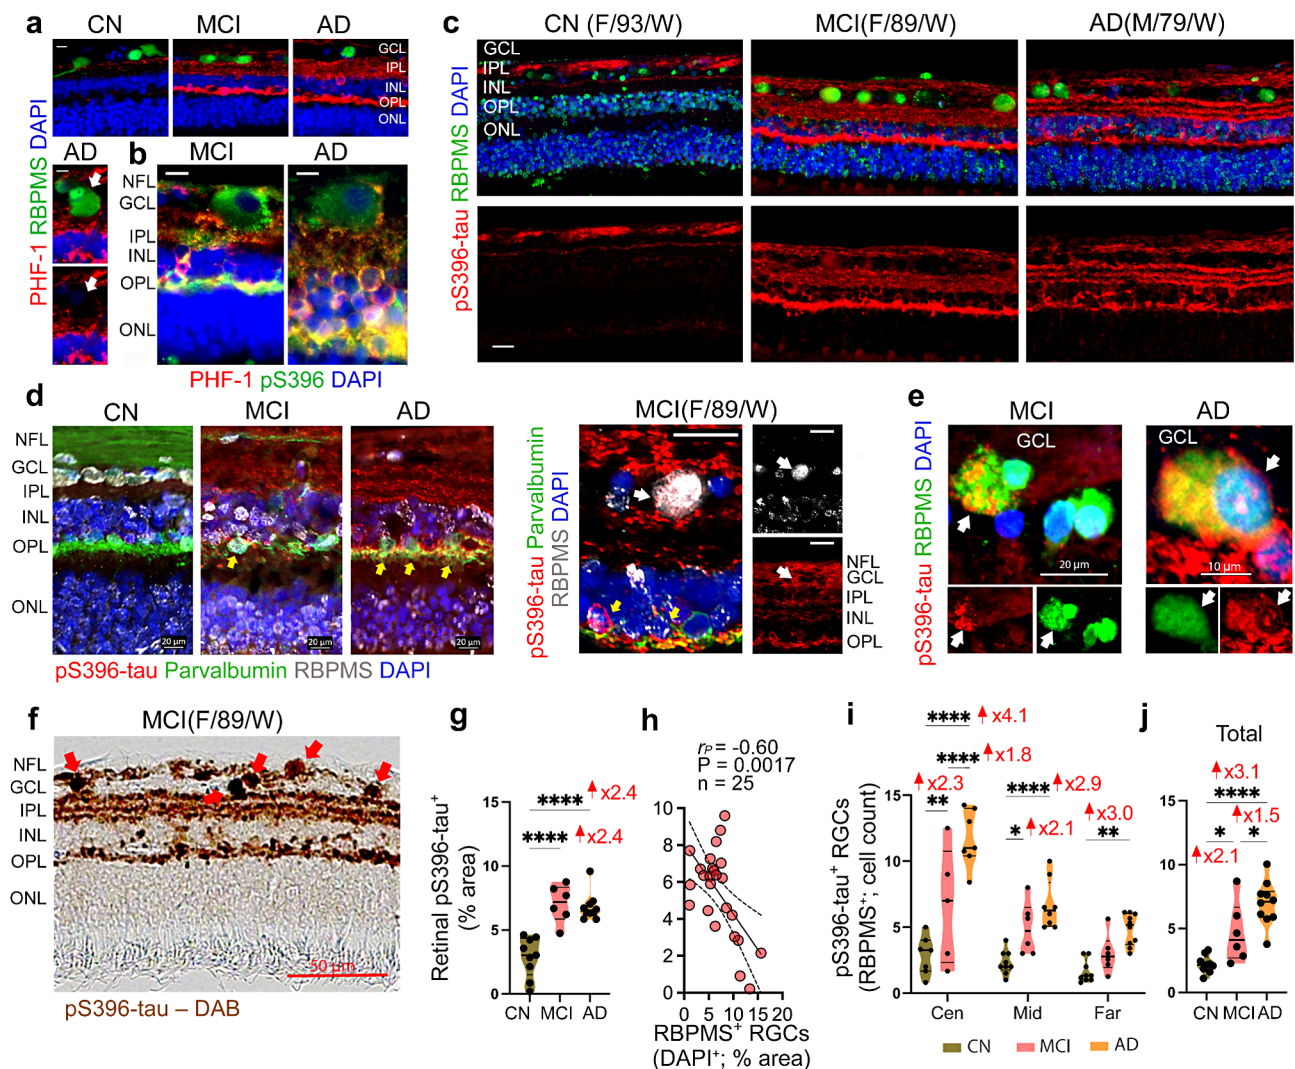 a
CN
MCI
AD
GCL
IPL
INL
OPL
ONL
PHF-1 RBPMS DAPI
AD
b
MCI
AD
NFL
GCL
IPL
INL
OPL
ONL
PHF-1 pS396 DAPI
c
CN (F/93/W)
MCI(F/89/W)
AD(M/79/W)
GCL
IPL
INL
OPL
ONL
pS396-tau RBPMS DAPI
d
CN
MCI
AD
NFL
GCL
IPL
INL
OPL
ONL
20 µm
20 µm
20 µm
pS396-tau Parvalbumin RBPMS DAPI
MCI(F/89/W)
pS396-tau Parvalbumin
RBPMS DAPI
NFL
GCL
IPL
INL
OPL
e
MCI
AD
GCL
GCL
20 µm
10 µm
pS396-tau RBPMS DAPI
f
MCI(F/89/W)
NFL
GCL
IPL
INL
OPL
ONL
50 µm
pS396-tau – DAB
g
Retinal pS396-tau⁺
(% area)
15
10
5
0
**** x2.4
**** x2.4
CN MCI AD
h
rP = -0.60
P = 0.0017
n = 25
10
8
6
4
2
0
0 5 10 15 20
RBPMS⁺ RGCs
(DAPI⁺; % area)
i
pS396-tau⁺ RGCs
(RBPMS⁺; cell count)
**** x4.1
**** x1.8
x2.3
**
**** x2.9
* x2.1
x3.0
**
15
10
5
0
Cen Mid Far
CN MCI AD
j
Total
x3.1
****
x1.5
* *
x2.1
15
10
5
0
CN MCI AD